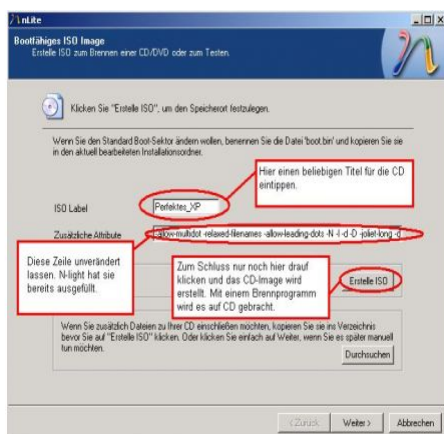 nLite
Bootfähiges ISO Image
Erstelle ISO zum Brennen einer CD/DVD oder zum Testen.
Klicken Sie "Erstelle ISO", um den Speicherort festzulegen.
Wenn Sie den Standard Boot-Sektor ändern wollen, benennen Sie die Datei 'boot.bin' und kopieren Sie sie
in den aktuell bearbeiteten Installationsordner.
Hier einen beliebigen Titel für die CD
eintippen.
ISO Label
Perfektes_XP
Zusätzliche Attribute
-allow-multidot -relaxed-filenames -allow-leading-dots -N -l -d -D -joliet-long -d
Diese Zeile unverändert
lassen. N-light hat sie
bereits ausgefüllt.
Zum Schluss nur noch hier drauf
klicken und das CD-Image wird
erstellt. Mit einem Brennprogramm
wird es auf CD gebracht.
Erstelle ISO
Wenn Sie zusätzlich Dateien zu Ihrer CD einschließen möchten, kopieren Sie sie ins Verzeichnis
bevor Sie auf "Erstelle ISO" klicken. Oder klicken Sie einfach auf Weiter, wenn Sie es später manuell
tun möchten.
Durchsuchen
< Zurück
Weiter >
Abbrechen